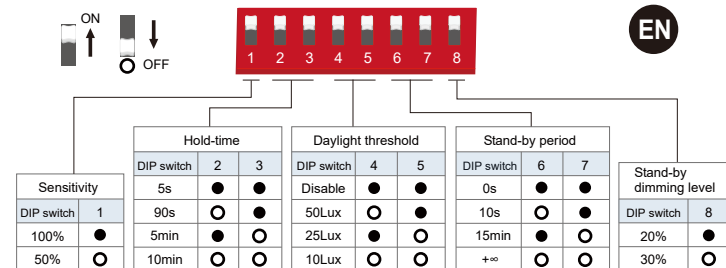 ON
OFF
EN
1 2 3 4 5 6 7 8
Sensitivity
DIP switch 1
100%
50%
Hold-time
DIP switch 2 3
5s
90s
5min
10min
Daylight threshold
DIP switch 4 5
Disable
50Lux
25Lux
10Lux
Stand-by period
DIP switch 6 7
0s
10s
15min
+∞
Stand-by
dimming level
DIP switch 8
20%
30%